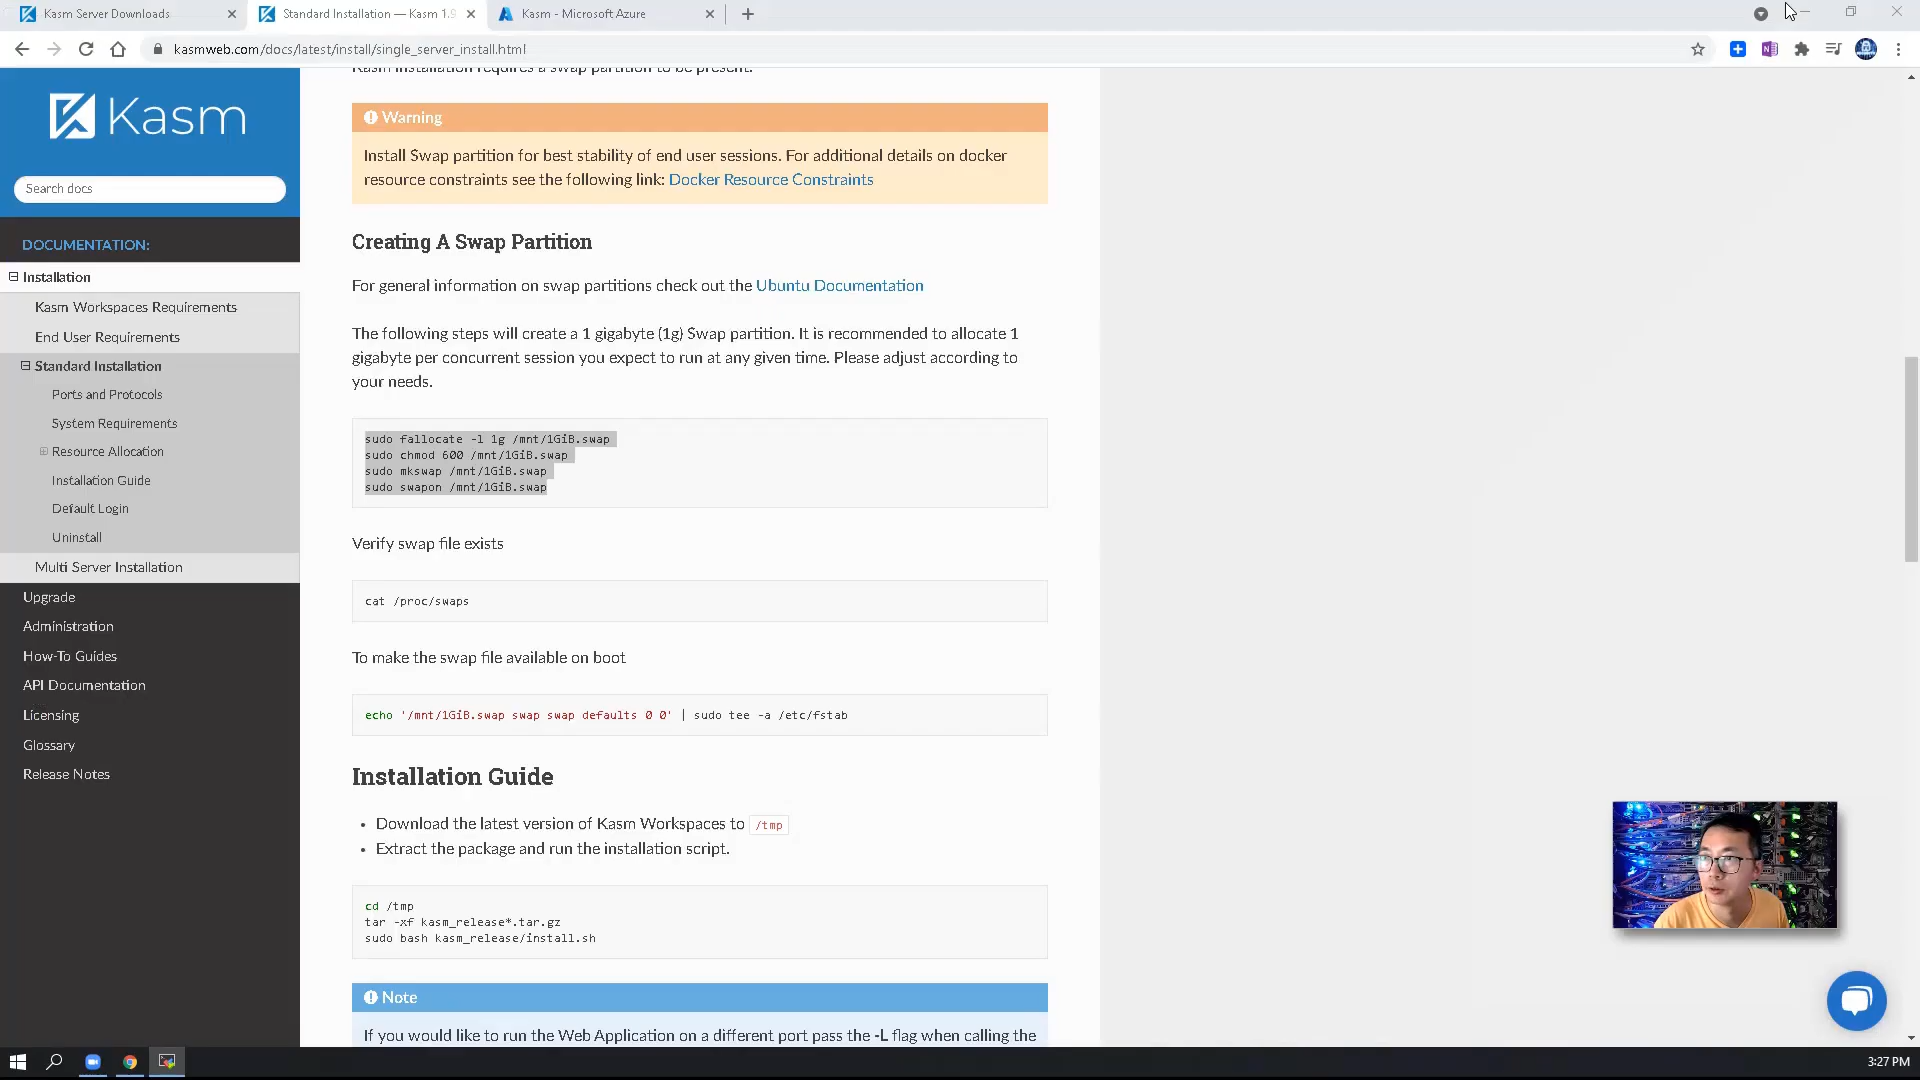 Kasm Server Downloads
Standard Installation — Kasm 1.9
Kasm - Microsoft Azure
kasmweb.com/docs/latest/install/single_server_install.html
Kasm
Search docs
DOCUMENTATION:
Installation
Kasm Workspaces Requirements
End User Requirements
Standard Installation
Ports and Protocols
System Requirements
Resource Allocation
Installation Guide
Default Login
Uninstall
Multi Server Installation
Upgrade
Administration
How-To Guides
API Documentation
Licensing
Glossary
Release Notes
Kasm installation requires a swap partition to be present.
Warning
Install Swap partition for best stability of end user sessions. For additional details on docker
resource constraints see the following link: Docker Resource Constraints
Creating A Swap Partition
For general information on swap partitions check out the Ubuntu Documentation
The following steps will create a 1 gigabyte (1g) Swap partition. It is recommended to allocate 1
gigabyte per concurrent session you expect to run at any given time. Please adjust according to
your needs.
sudo fallocate -l 1g /mnt/1GiB.swap
sudo chmod 600 /mnt/1GiB.swap
sudo mkswap /mnt/1GiB.swap
sudo swapon /mnt/1GiB.swap
Verify swap file exists
cat /proc/swaps
To make the swap file available on boot
echo '/mnt/1GiB.swap swap swap defaults 0 0' | sudo tee -a /etc/fstab
Installation Guide
• Download the latest version of Kasm Workspaces to /tmp
• Extract the package and run the installation script.
cd /tmp
tar -xf kasm_release*.tar.gz
sudo bash kasm_release/install.sh
Note
If you would like to run the Web Application on a different port pass the -L flag when calling the
3:27 PM